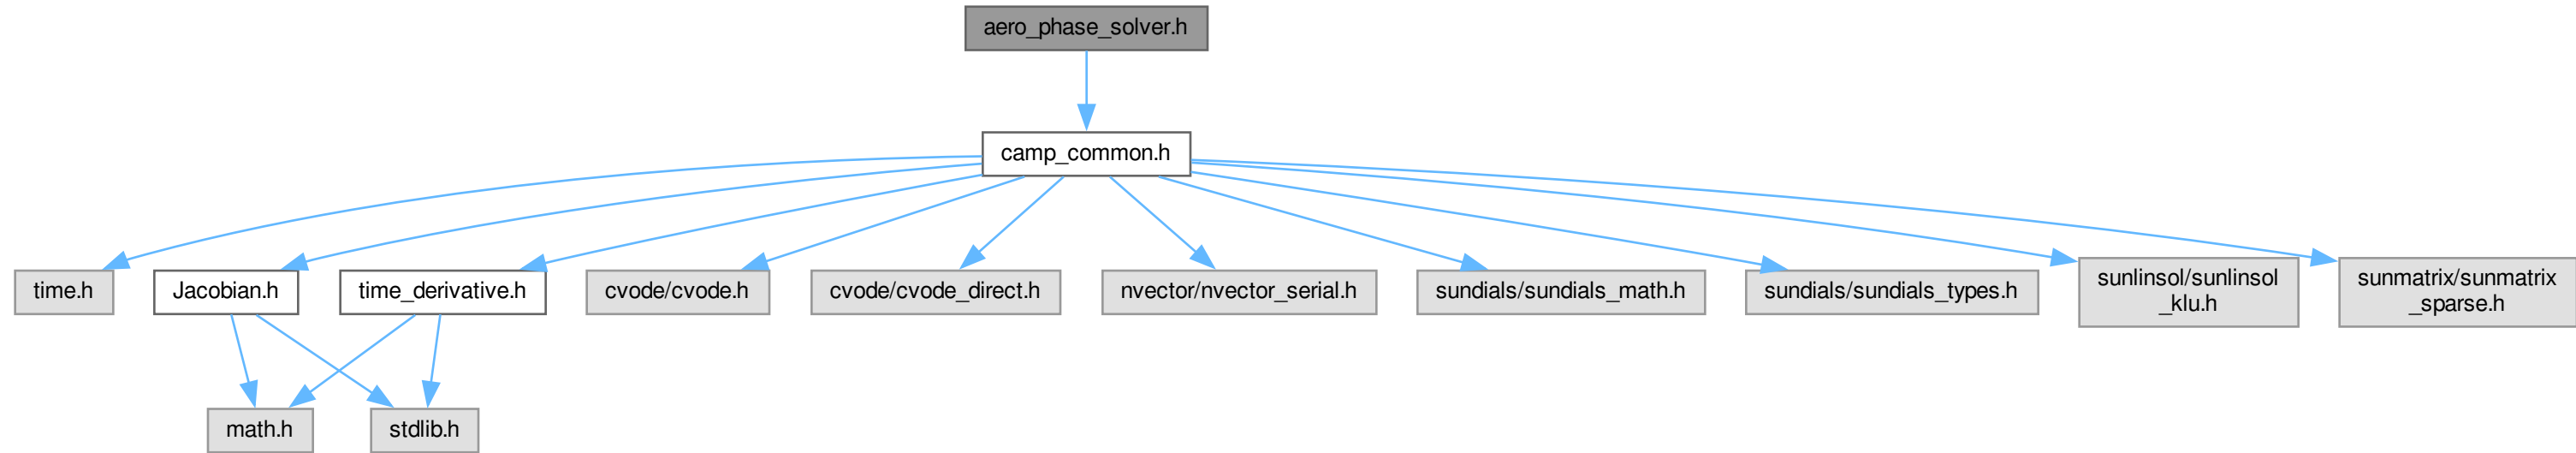 aero_phase_solver.h
camp_common.h
time.h
Jacobian.h
time_derivative.h
cvode/cvode.h
cvode/cvode_direct.h
nvector/nvector_serial.h
sundials/sundials_math.h
sundials/sundials_types.h
sunlinsol/sunlinsol
_klu.h
sunmatrix/sunmatrix
_sparse.h
math.h
stdlib.h